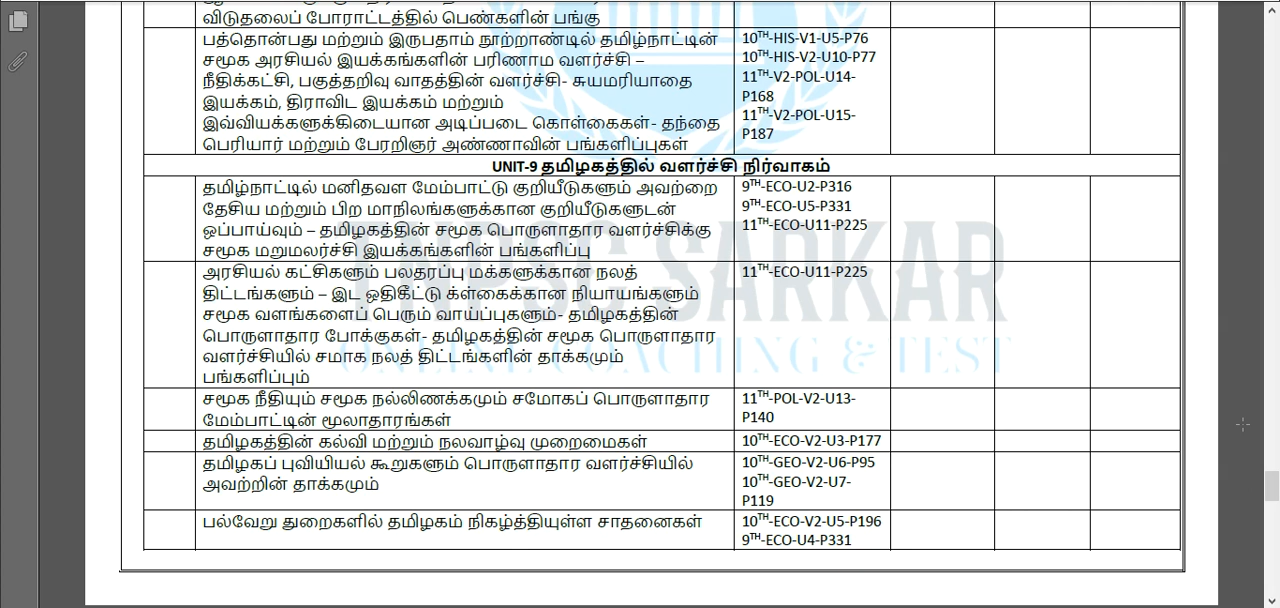 விடுதலைப் போராட்டத்தில் பெண்களின் பங்கு
பத்தொன்பது மற்றும் இருபதாம் நூற்றாண்டில் தமிழ்நாட்டின்
சமூக அரசியல் இயக்கங்களின் பரிணாம வளர்ச்சி –
நீதிக்கட்சி, பகுத்தறிவு வாதத்தின் வளர்ச்சி- சுயமரியாதை
இயக்கம், திராவிட இயக்கம் மற்றும்
இவ்வியக்களுக்கிடையான அடிப்படை கொள்கைகள்- தந்தை
பெரியார் மற்றும் பேரறிஞர் அண்ணாவின் பங்களிப்புகள்
10TH-HIS-V1-U5-P76
10TH-HIS-V2-U10-P77
11TH-V2-POL-U14-
P168
11TH-V2-POL-U15-
P187
UNIT-9 தமிழகத்தில் வளர்ச்சி நிர்வாகம்
தமிழ்நாட்டில் மனிதவள மேம்பாட்டு குறியீடுகளும் அவற்றை
தேசிய மற்றும் பிற மாநிலங்களுக்கான குறியீடுகளுடன்
ஒப்பாய்வும் – தமிழகத்தின் சமூக பொருளாதார வளர்ச்சிக்கு
சமூக மறுமலர்ச்சி இயக்கங்களின் பங்களிப்பு
9TH-ECO-U2-P316
9TH-ECO-U5-P331
11TH-ECO-U11-P225
அரசியல் கட்சிகளும் பலதரப்பு மக்களுக்கான நலத்
திட்டங்களும் – இட ஒதிகீட்டு க்ள்கைக்கான நியாயங்களும்
சமூக வளங்களைப் பெரும் வாய்ப்புகளும்- தமிழகத்தின்
பொருளாதார போக்குகள்- தமிழகத்தின் சமூக பொருளாதார
வளர்ச்சியில் சமாக நலத் திட்டங்களின் தாக்கமும்
பங்களிப்பும்
11TH-ECO-U11-P225
சமூக நீதியும் சமூக நல்லிணக்கமும் சமோகப் பொருளாதார
மேம்பாட்டின் மூலாதாரங்கள்
11TH-POL-V2-U13-
P140
தமிழகத்தின் கல்வி மற்றும் நலவாழ்வு முறைமைகள்
10TH-ECO-V2-U3-P177
தமிழகப் புவியியல் கூறுகளும் பொருளாதார வளர்ச்சியில்
அவற்றின் தாக்கமும்
10TH-GEO-V2-U6-P95
10TH-GEO-V2-U7-
P119
பல்வேறு துறைகளில் தமிழகம் நிகழ்த்தியுள்ள சாதனைகள்
10TH-ECO-V2-U5-P196
9TH-ECO-U4-P331
TNPSC SARKAR
ONLINE COACHING & TEST